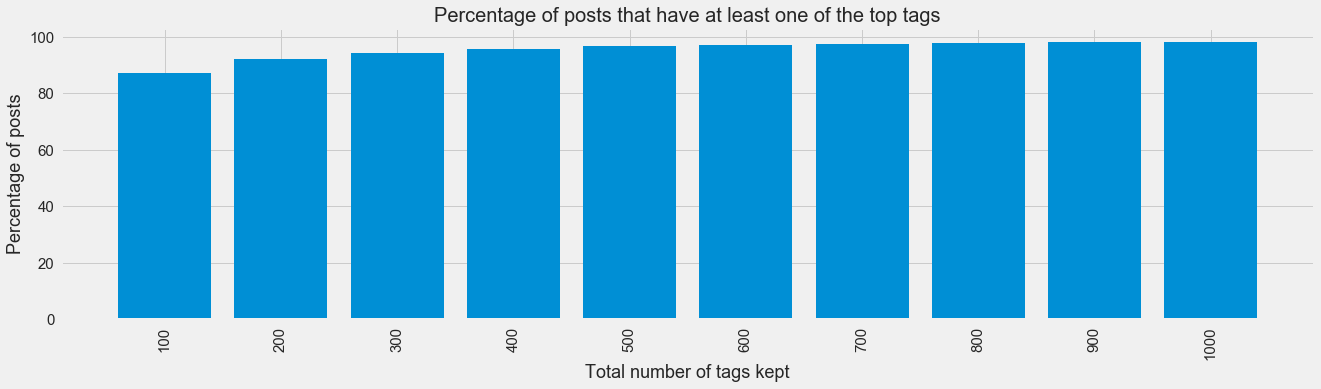 Percentage of posts that have at least one of the top tags
Percentage of posts
100
80
60
40
20
0
100 200 300 400 500 600 700 800 900 1000
Total number of tags kept